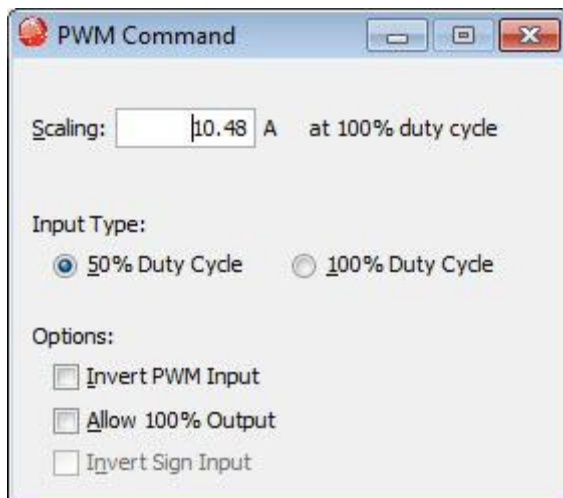 PWM Command
Scaling: 10.48 A at 100% duty cycle
Input Type:
50% Duty Cycle 100% Duty Cycle
Options:
Invert PWM Input
Allow 100% Output
Invert Sign Input